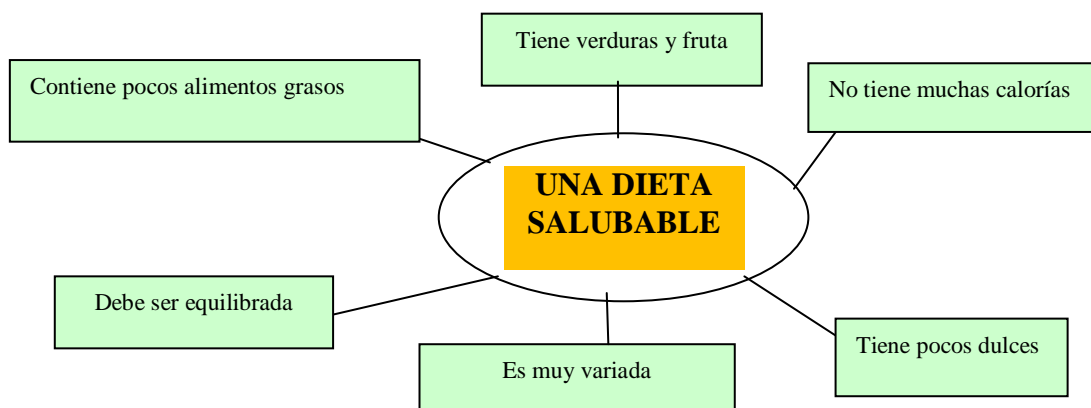 Tiene verduras y fruta
Contiene pocos alimentos grasos
No tiene muchas calorías
UNA DIETA
SALUBABLE
Debe ser equilibrada
Tiene pocos dulces
Es muy variada